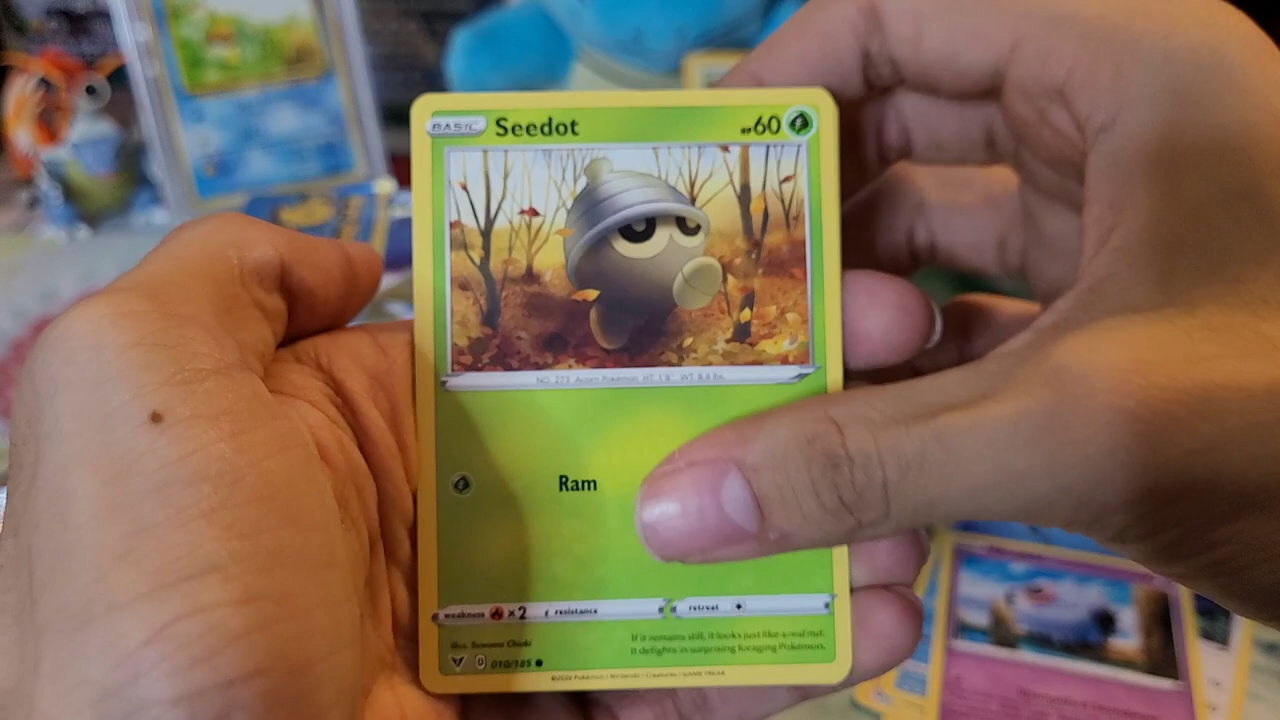 BASIC Seedot HP60
NO. 273 Acorn Pokémon HT: 1'8" WT: 8.8 lbs.
Ram
weakness ×2 resistance retreat
Illus. Suwama Chiaki
If it remains still, it looks just like a real nut.
It delights in surprising foraging Pokémon.
D 010/185
©2020 Pokémon / Nintendo / Creatures / GAME FREAK